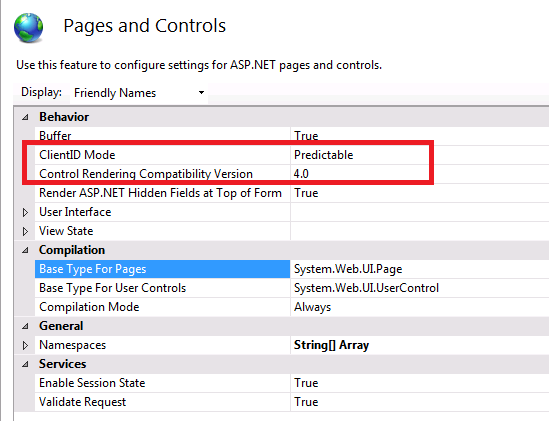 Pages and Controls
Use this feature to configure settings for ASP.NET pages and controls.
Display: Friendly Names
Behavior
Buffer True
ClientID Mode Predictable
Control Rendering Compatibility Version 4.0
Render ASP.NET Hidden Fields at Top of Form True
User Interface
View State
Compilation
Base Type For Pages System.Web.UI.Page
Base Type For User Controls System.Web.UI.UserControl
Compilation Mode Always
General
Namespaces String[] Array
Services
Enable Session State True
Validate Request True